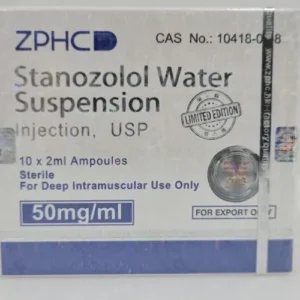 ZPHC
CAS No.: 10418-0
Stanozolol Water
Suspension
Injection, USP
LIMITED EDITION
10 x 2ml Ampoules
Sterile
For Deep Intramuscular Use Only
50mg/ml
FOR EXPORT ONLY